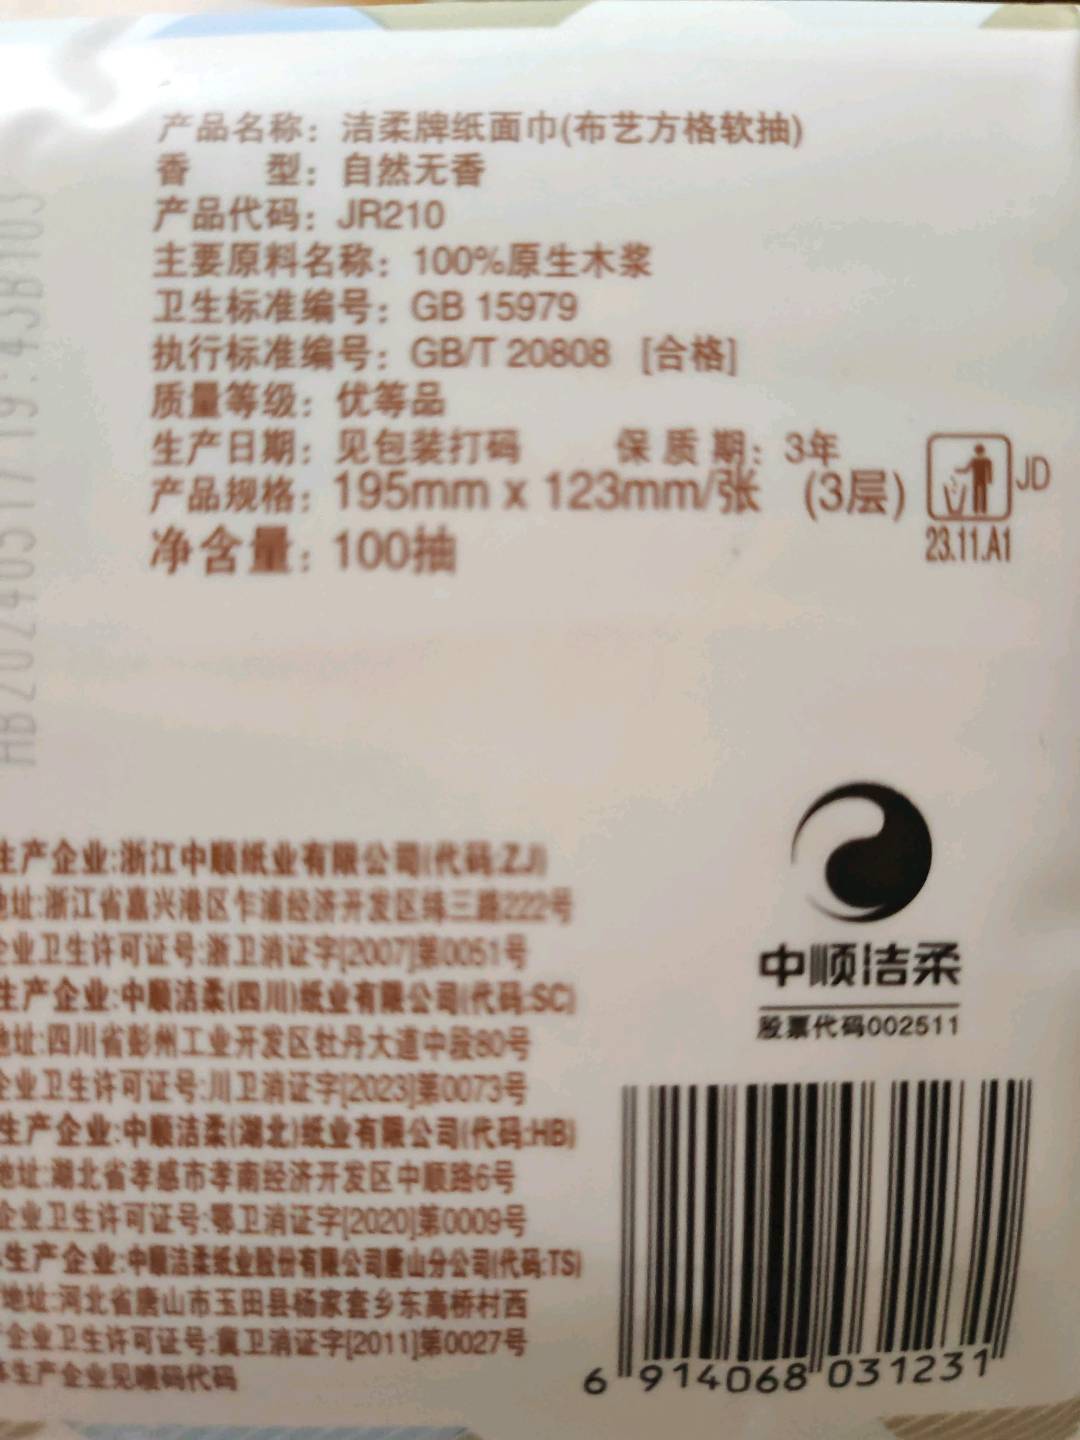 产品名称：洁柔牌纸面巾(布艺方格软抽)
香　　型：自然无香
产品代码：JR210
主要原料名称：100%原生木浆
卫生标准编号：GB 15979
执行标准编号：GB/T 20808 [合格]
质量等级：优等品
生产日期：见包装打码 保质期：3年
产品规格：195mm x 123mm/张 (3层)
净含量：100抽
JD
23.11.A1
HB20240517 19:43B103
生产企业:浙江中顺纸业有限公司(代码:ZJ)
地址:浙江省嘉兴港区乍浦经济开发区纬三路222号
企业卫生许可证号:浙卫消证字[2007]第0051号
生产企业:中顺洁柔(四川)纸业有限公司(代码:SC)
地址:四川省彭州工业开发区牡丹大道中段80号
企业卫生许可证号:川卫消证字[2023]第0073号
生产企业:中顺洁柔(湖北)纸业有限公司(代码:HB)
地址:湖北省孝感市孝南经济开发区中顺路6号
企业卫生许可证号:鄂卫消证字[2020]第0009号
生产企业:中顺洁柔纸业股份有限公司唐山分公司(代码:TS)
地址:河北省唐山市玉田县杨家套乡东高桥村西
企业卫生许可证号:冀卫消证字[2011]第0027号
生产企业见喷码代码
中顺洁柔
股票代码002511
6 914068 031231